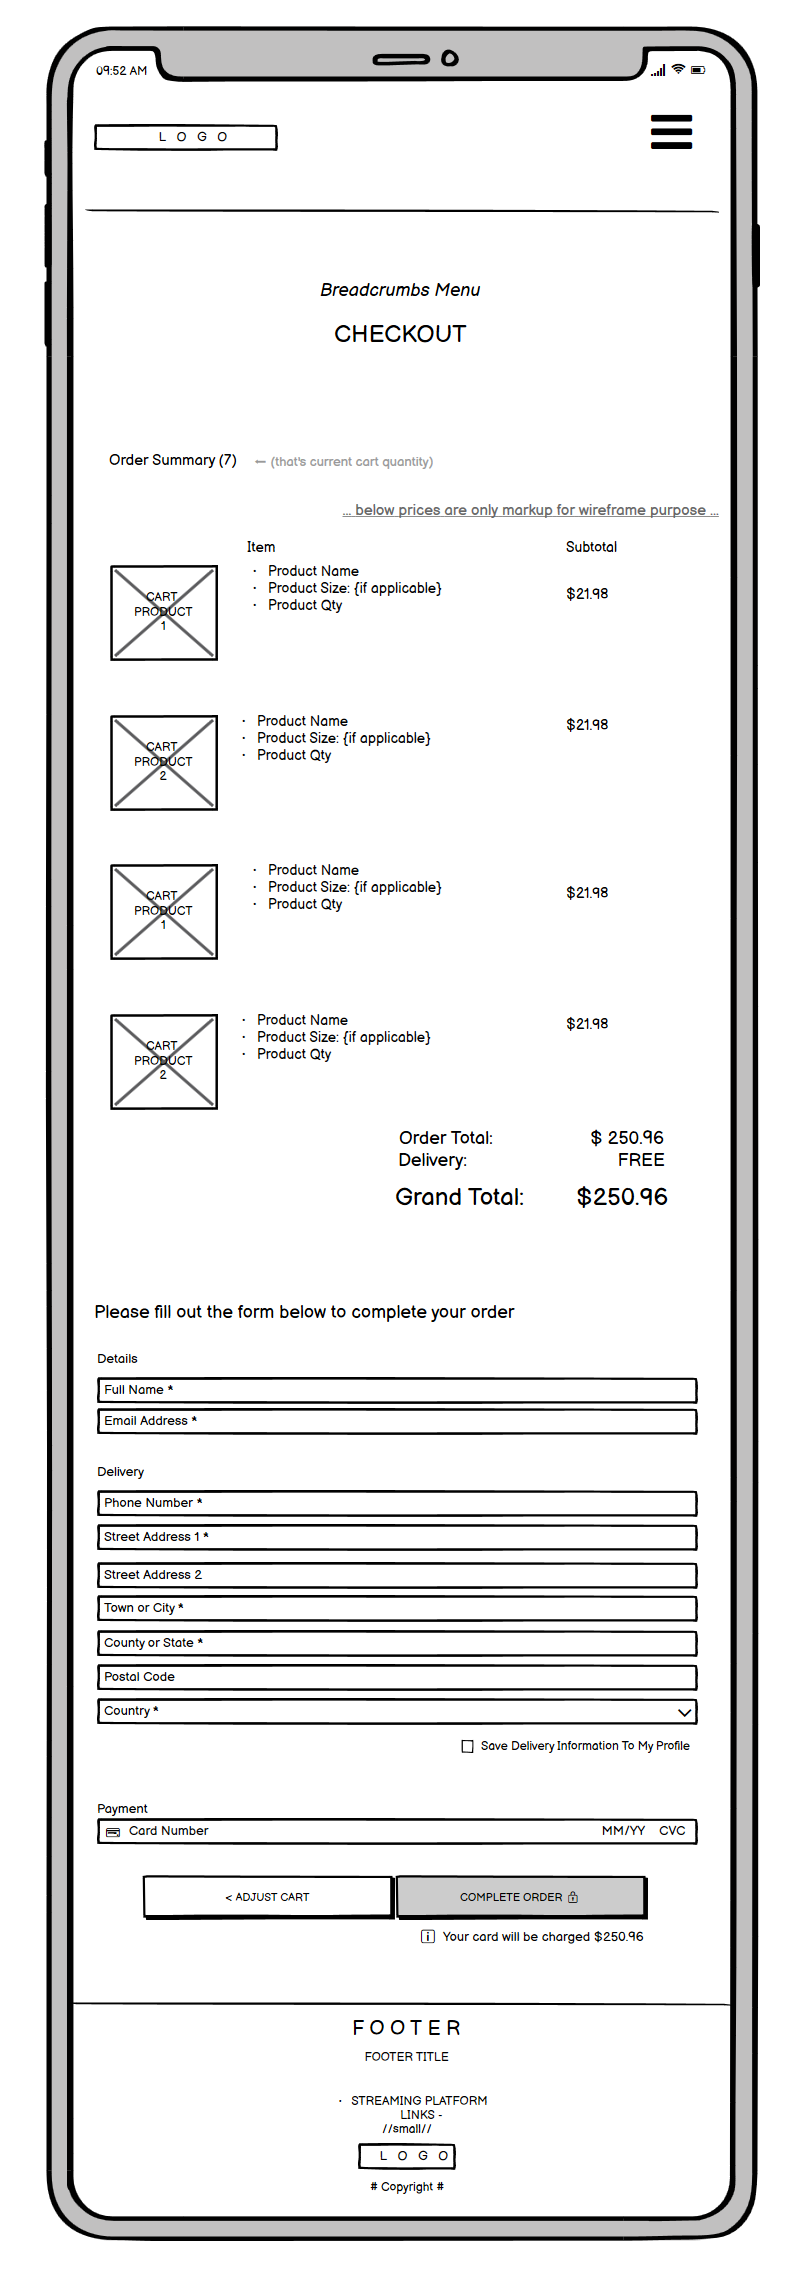 09:52 AM
L O G O
Breadcrumbs Menu
CHECKOUT
Order Summary (7) ← (that's current cart quantity)
... below prices are only markup for wireframe purpose ...
Item Subtotal
CART
PRODUCT
1
· Product Name
· Product Size: {if applicable}
· Product Qty
$21.98
CART
PRODUCT
2
· Product Name
· Product Size: {if applicable}
· Product Qty
$21.98
CART
PRODUCT
1
· Product Name
· Product Size: {if applicable}
· Product Qty
$21.98
CART
PRODUCT
2
· Product Name
· Product Size: {if applicable}
· Product Qty
$21.98
Order Total: $ 250.96
Delivery: FREE
Grand Total: $250.96
Please fill out the form below to complete your order
Details
Full Name *
Email Address *
Delivery
Phone Number *
Street Address 1 *
Street Address 2
Town or City *
County or State *
Postal Code
Country *
Save Delivery Information To My Profile
Payment
Card Number MM/YY CVC
< ADJUST CART COMPLETE ORDER
Your card will be charged $250.96
FOOTER
FOOTER TITLE
· STREAMING PLATFORM
LINKS -
//small//
L O G O
# Copyright #